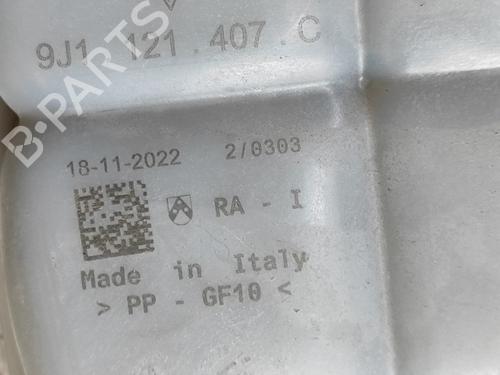 9J1 121.407.C
B-PARTS
18-11-2022 2/0303
RA - I
Made in Italy
> PP - GF10 <